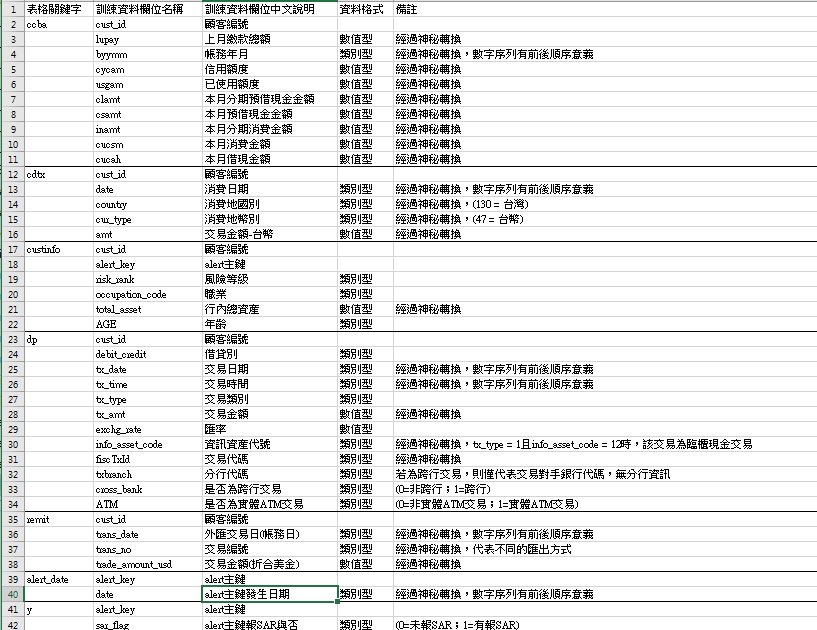 1 表格關鍵字 訓練資料欄位名稱 訓練資料欄位中文說明 資料格式 備註
2 ccba cust_id 顧客編號
3 lupay 上月繳款總額 數值型 經過神秘轉換
4 byymm 帳務年月 類別型 經過神秘轉換，數字序列有前後順序意義
5 cycam 信用額度 數值型 經過神秘轉換
6 usgam 已使用額度 數值型 經過神秘轉換
7 clamt 本月分期預借現金金額 數值型 經過神秘轉換
8 csamt 本月預借現金金額 數值型 經過神秘轉換
9 inamt 本月分期消費金額 數值型 經過神秘轉換
10 cucsm 本月消費金額 數值型 經過神秘轉換
11 cucah 本月借現金額 數值型 經過神秘轉換
12 cdtx cust_id 顧客編號
13 date 消費日期 類別型 經過神秘轉換，數字序列有前後順序意義
14 country 消費地國別 類別型 經過神秘轉換，(130 = 台灣)
15 cur_type 消費地幣別 類別型 經過神秘轉換，(47 = 台幣)
16 amt 交易金額-台幣 數值型 經過神秘轉換
17 custinfo cust_id 顧客編號
18 alert_key alert主鍵
19 risk_rank 風險等級 類別型
20 occupation_code 職業 類別型
21 total_asset 行內總資產 數值型 經過神秘轉換
22 AGE 年齡 類別型
23 dp cust_id 顧客編號
24 debit_credit 借貸別 類別型
25 tx_date 交易日期 類別型 經過神秘轉換，數字序列有前後順序意義
26 tx_time 交易時間 類別型 經過神秘轉換，數字序列有前後順序意義
27 tx_type 交易類別 類別型
28 tx_amt 交易金額 數值型 經過神秘轉換
29 exchg_rate 匯率 數值型
30 info_asset_code 資訊資產代號 類別型 經過神秘轉換，tx_type = 1且info_asset_code = 12時，該交易為臨櫃現金交易
31 fiscTxId 交易代碼 類別型 經過神秘轉換
32 txbranch 分行代碼 類別型 若為跨行交易，則僅代表交易對手銀行代碼，無分行資訊
33 cross_bank 是否為跨行交易 類別型 (0=非跨行；1=跨行)
34 ATM 是否為實體ATM交易 類別型 (0=非實體ATM交易；1=實體ATM交易)
35 remit cust_id 顧客編號
36 trans_date 外匯交易日(帳務日) 類別型 經過神秘轉換，數字序列有前後順序意義
37 trans_no 交易編號 類別型 經過神秘轉換，代表不同的匯出方式
38 trade_amount_usd 交易金額(折合美金) 數值型 經過神秘轉換
39 alert_date alert_key alert主鍵
40 date alert主鍵發生日期 類別型 經過神秘轉換，數字序列有前後順序意義
41 y alert_key alert主鍵
42 sar_flag alert主鍵報SAR與否 類別型 (0=未報SAR；1=有報SAR)